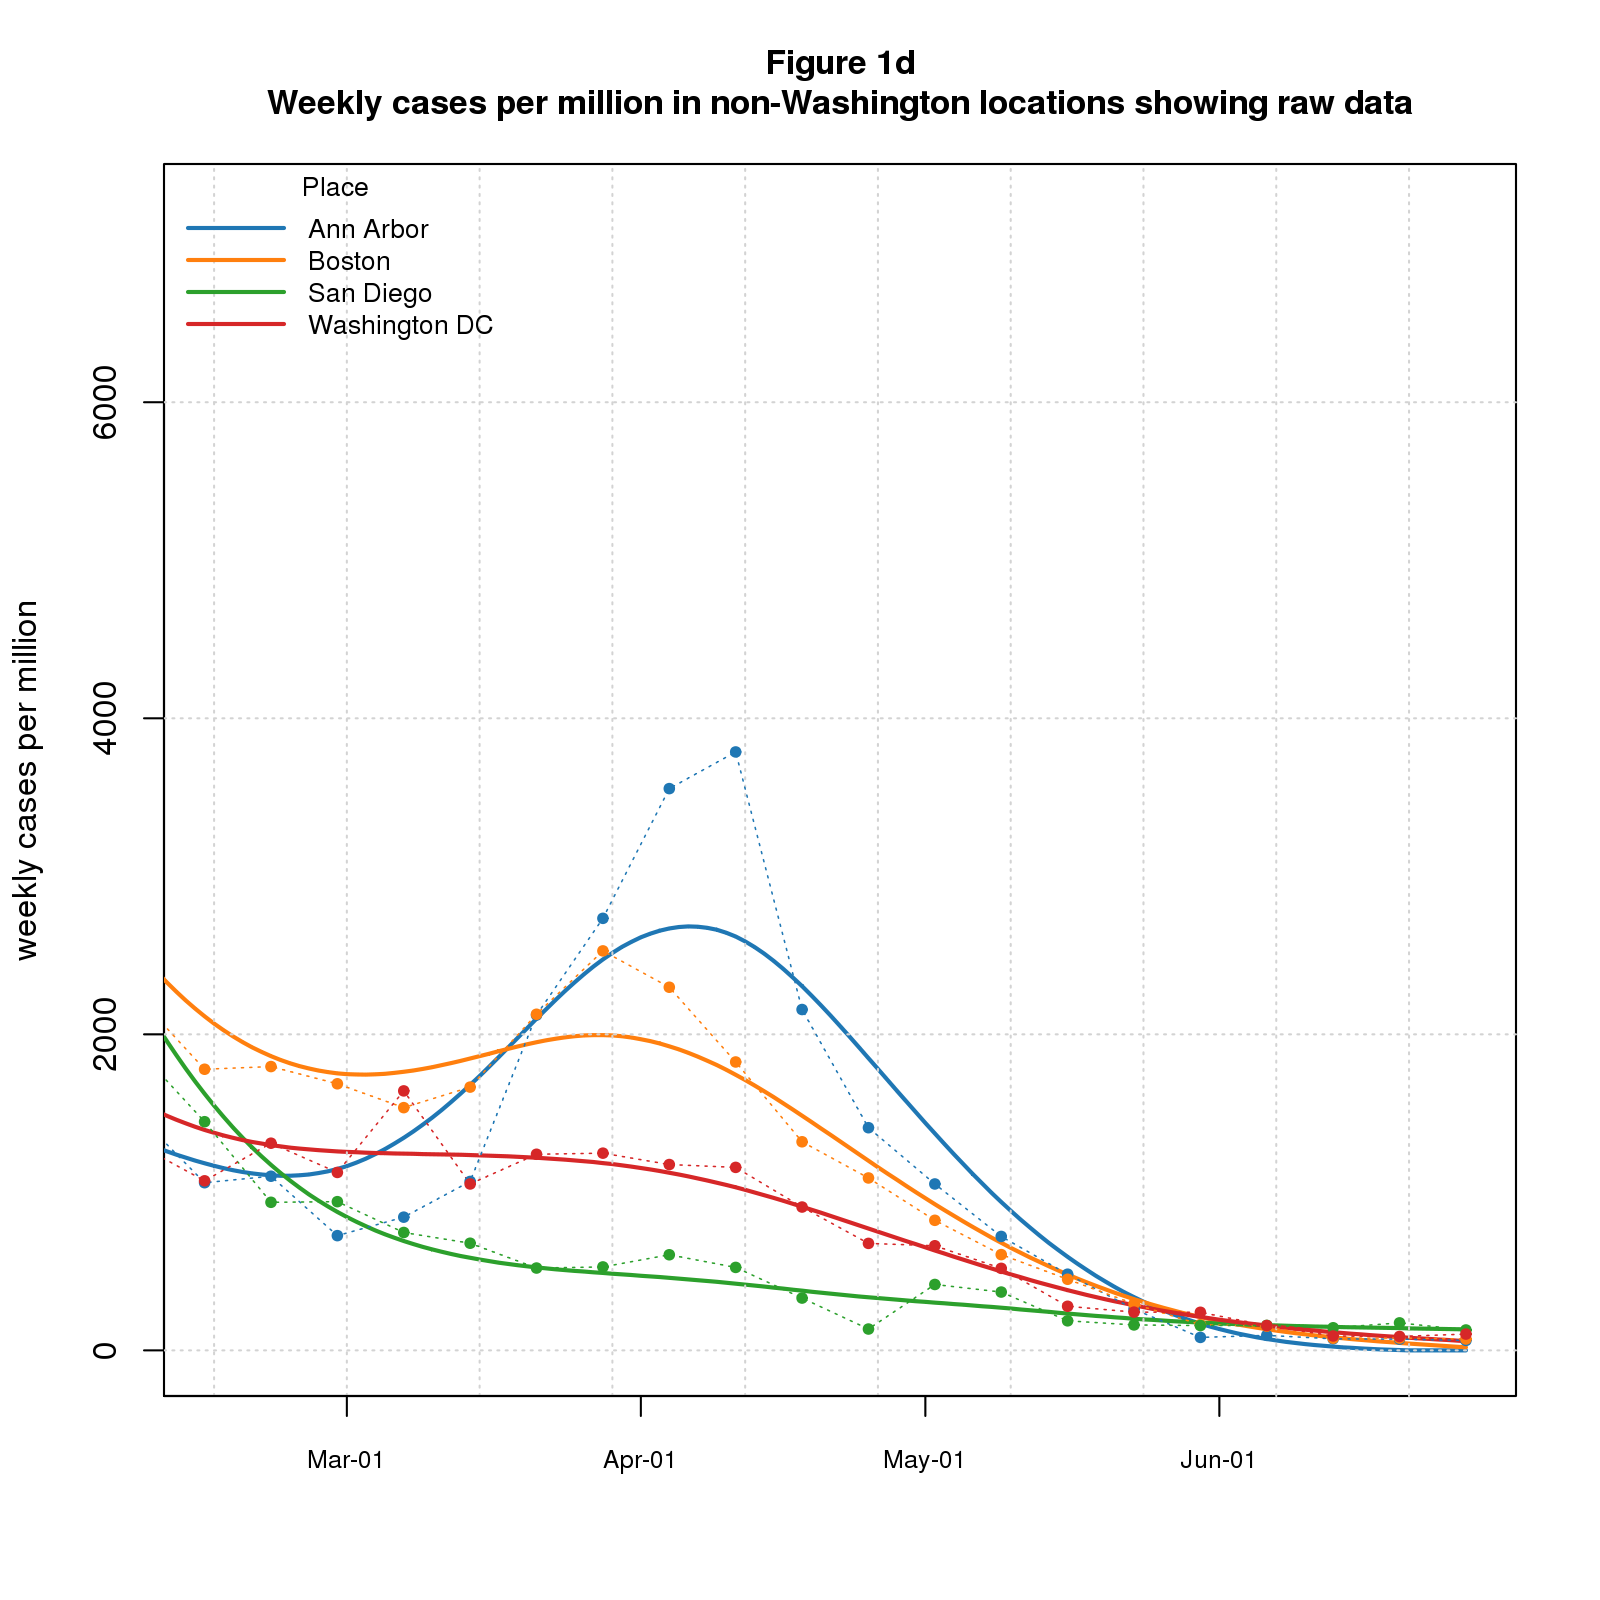 Figure 1d
Weekly cases per million in non-Washington locations showing raw data
Place
Ann Arbor
Boston
San Diego
Washington DC
weekly cases per million
6000
4000
2000
0
Mar-01
Apr-01
May-01
Jun-01